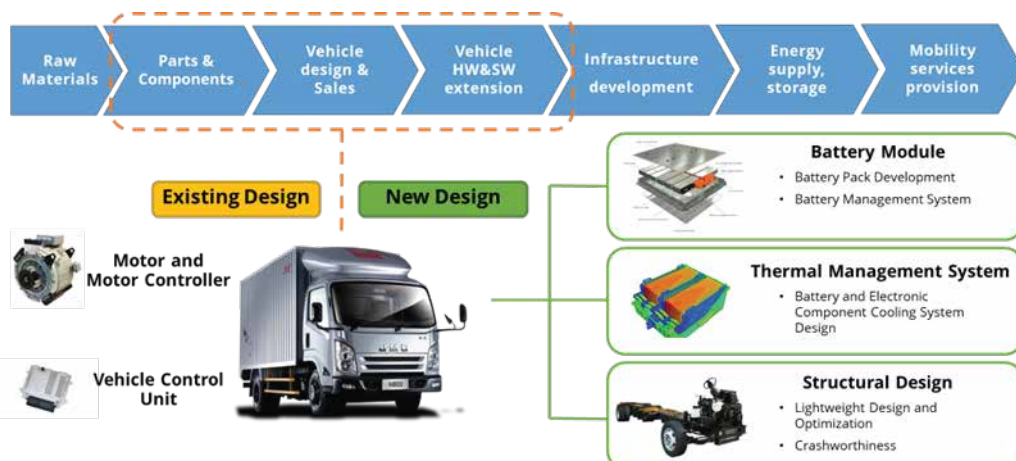 Raw
Materials
Parts &
Components
Vehicle
design &
Sales
Vehicle
HW&SW
extension
Infrastructure
development
Energy
supply,
storage
Mobility
services
provision
Existing Design
New Design
Motor and
Motor Controller
Vehicle Control
Unit
Battery Module
• Battery Pack Development
• Battery Management System
Thermal Management System
• Battery and Electronic
Component Cooling System
Design
Structural Design
• Lightweight Design and
Optimization
• Crashworthiness